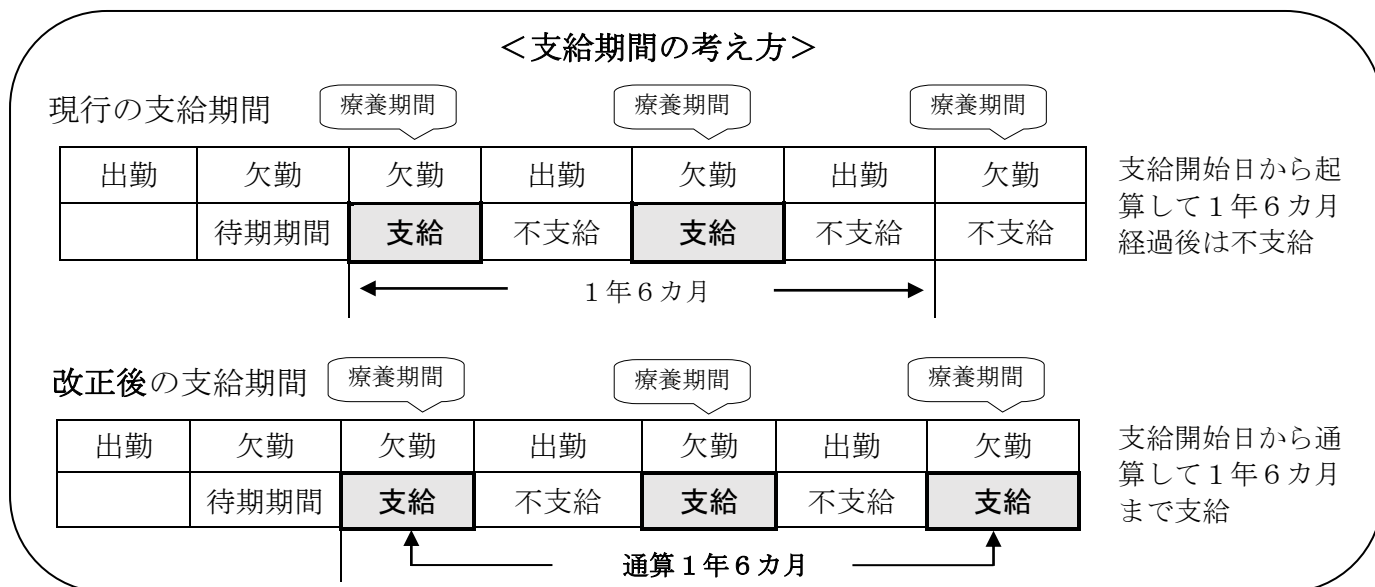 ＜支給期間の考え方＞
現行の支給期間
療養期間 療養期間 療養期間
出勤 欠勤 欠勤 出勤 欠勤 出勤 欠勤
待期期間 支給 不支給 支給 不支給 不支給
支給開始日から起
算して１年６カ月
経過後は不支給
１年６カ月
改正後の支給期間
療養期間 療養期間 療養期間
出勤 欠勤 欠勤 出勤 欠勤 出勤 欠勤
待期期間 支給 不支給 支給 不支給 支給
支給開始日から通
算して１年６カ月
まで支給
通算１年６カ月